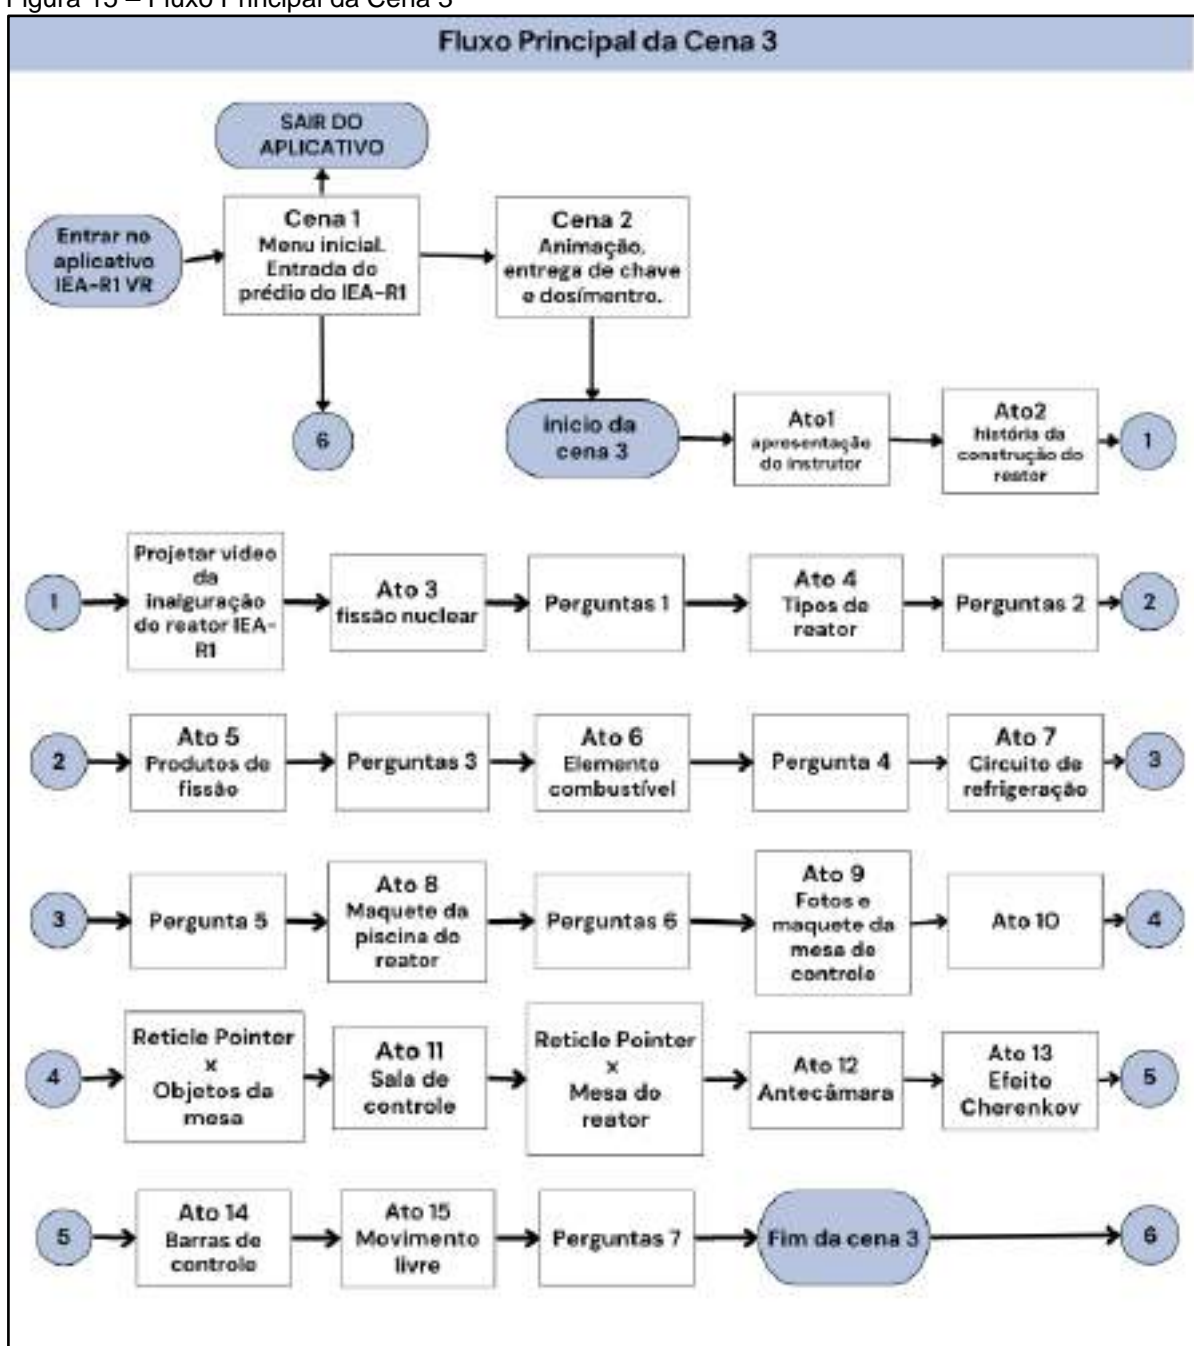 Figura 15 – Fluxo Principal da Cena 3
Fluxo Principal da Cena 3
SAIR DO
APLICATIVO
Entrar no
aplicativo
IEA-R1 VR
Cena 1
Menu inicial.
Entrada do
prédio do IEA-R1
Cena 2
Animação.
entrega de chave
e dosímentro.
6
início da
cena 3
Ato1
apresentação
do instrutor
Ato2
história da
construção do
reator
1
1
Projetar video
da
inalguração
do reator IEA-
R1
Ato 3
fissão nuclear
Perguntas 1
Ato 4
Tipos de
reator
Perguntas 2
2
2
Ato 5
Produtos de
fissão
Perguntas 3
Ato 6
Elemento
combustível
Pergunta 4
Ato 7
Circuito de
refrigeração
3
3
Pergunta 5
Ato 8
Maquete da
piscina do
reator
Perguntas 6
Ato 9
Fotos e
maquete da
mesa de
controle
Ato 10
4
4
Reticle Pointer
x
Objetos da
mesa
Ato 11
Sala de
controle
Reticle Pointer
x
Mesa do
reator
Ato 12
Antecâmara
Ato 13
Efeito
Cherenkov
5
5
Ato 14
Barras de
controle
Ato 15
Movimento
livre
Perguntas 7
Fim da cena 3
6